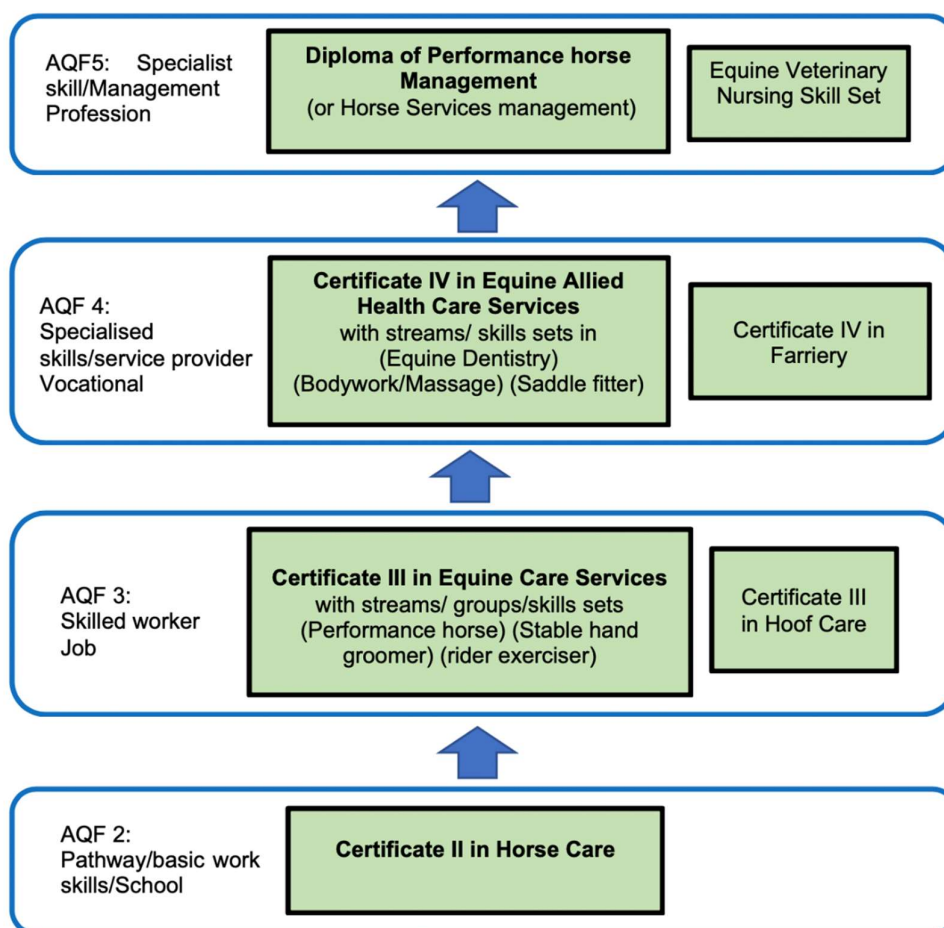 AQF5: Specialist
skill/Management
Profession
Diploma of Performance horse
Management
(or Horse Services management)
Equine Veterinary
Nursing Skill Set
AQF 4:
Specialised
skills/service provider
Vocational
Certificate IV in Equine Allied
Health Care Services
with streams/ skills sets in
(Equine Dentistry)
(Bodywork/Massage) (Saddle fitter)
Certificate IV in
Farriery
AQF 3:
Skilled worker
Job
Certificate III in Equine Care Services
with streams/ groups/skills sets
(Performance horse) (Stable hand
groomer) (rider exerciser)
Certificate III
in Hoof Care
AQF 2:
Pathway/basic work
skills/School
Certificate II in Horse Care